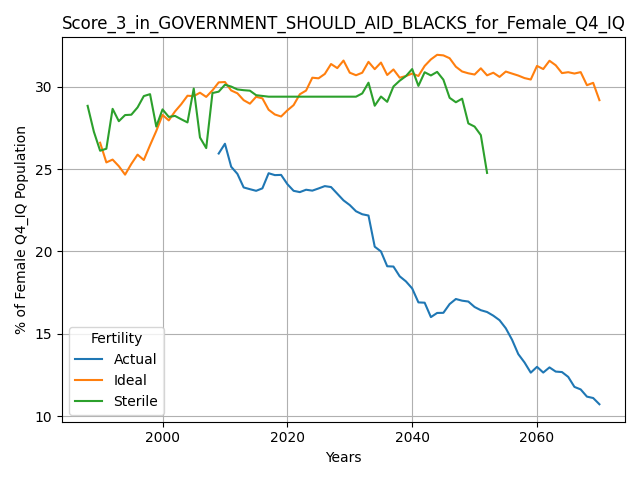 Score_3_in_GOVERNMENT_SHOULD_AID_BLACKS_for_Female_Q4_IQ
% of Female Q4_IQ Population
30
25
20
15
10
Fertility
Actual
Ideal
Sterile
2000
2020
2040
2060
Years